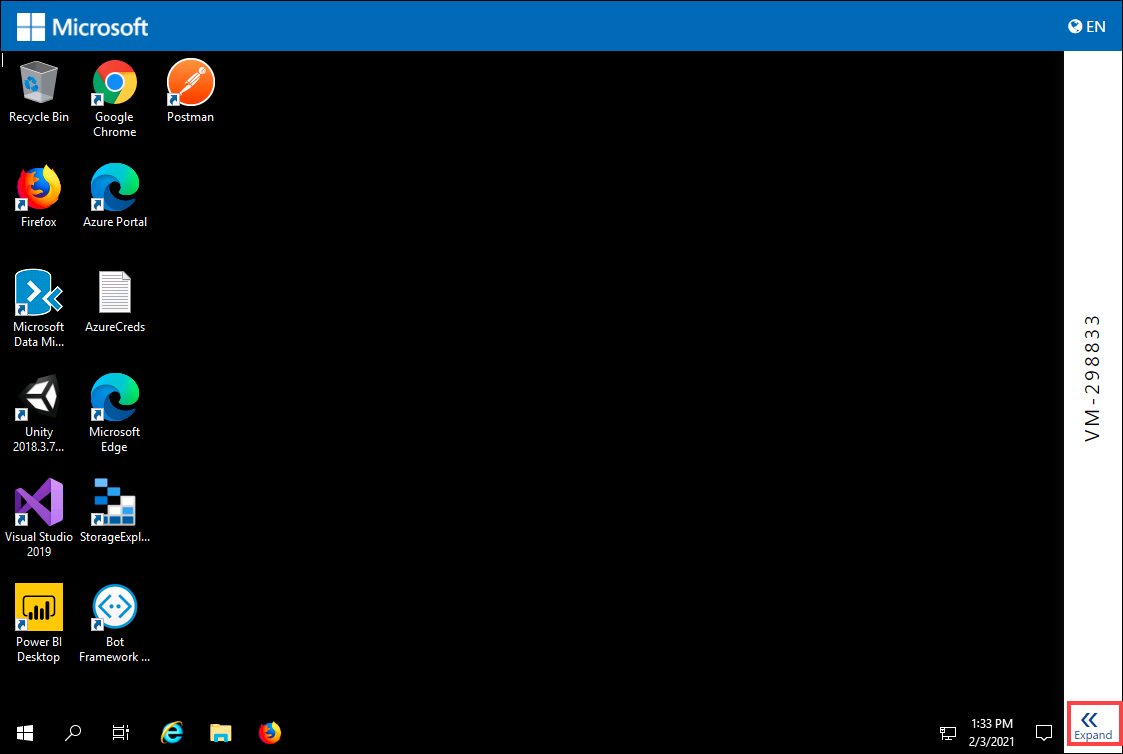 Microsoft
EN
Recycle Bin
Google
Chrome
Postman
Firefox
Azure Portal
Microsoft
Data Mi...
AzureCreds
Unity
2018.3.7...
Microsoft
Edge
Visual Studio
2019
StorageExpl...
Power BI
Desktop
Bot
Framework ...
VM-298833
1:33 PM
2/3/2021
Expand